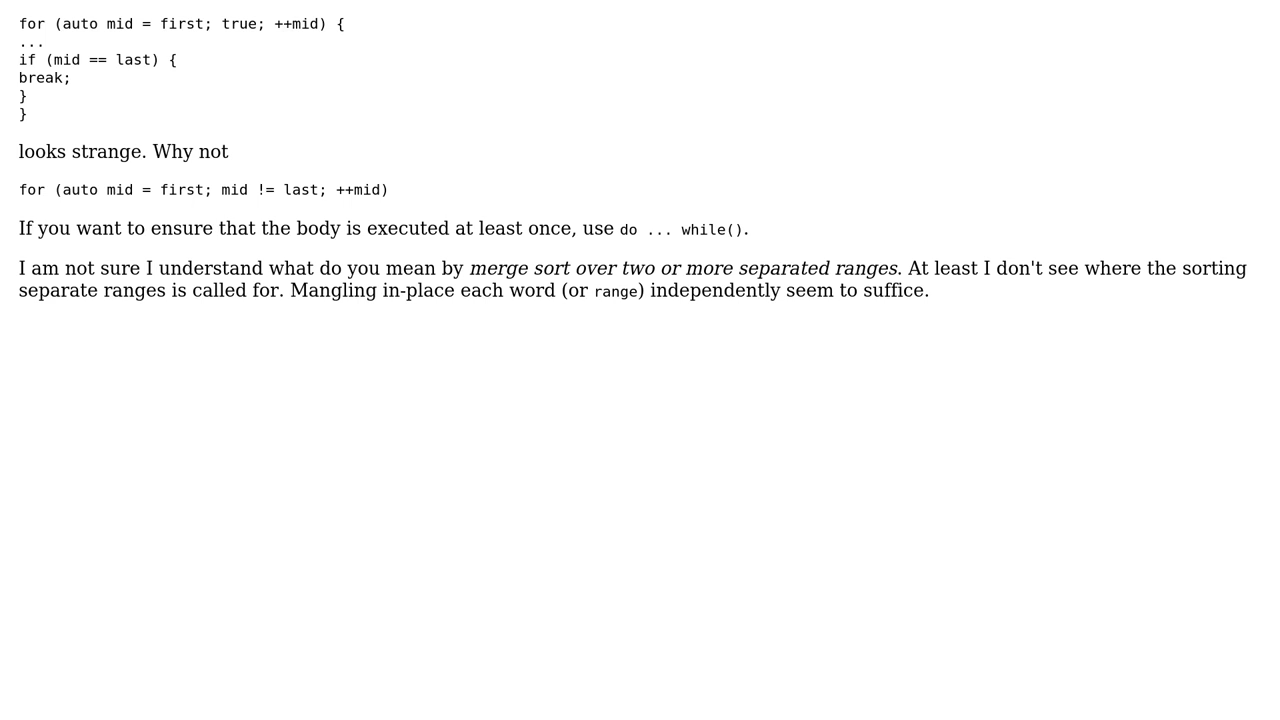 for (auto mid = first; true; ++mid) {
...
if (mid == last) {
break;
}
}
looks strange. Why not
for (auto mid = first; mid != last; ++mid)
If you want to ensure that the body is executed at least once, use do ... while().
I am not sure I understand what do you mean by merge sort over two or more separated ranges. At least I don't see where the sorting
separate ranges is called for. Mangling in-place each word (or range) independently seem to suffice.